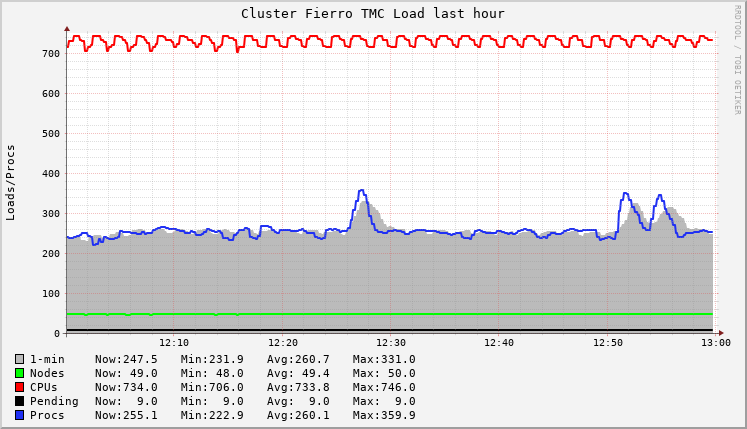 Cluster Fierro TMC Load last hour
RRDTOOL / TOBI OETIKER
Loads/Procs
700
600
500
400
300
200
100
0
12:10 12:20 12:30 12:40 12:50 13:00
1-min Now:247.5 Min:231.9 Avg:260.7 Max:331.0
Nodes Now: 49.0 Min: 48.0 Avg: 49.4 Max: 50.0
CPUs Now:734.0 Min:706.0 Avg:733.8 Max:746.0
Pending Now: 9.0 Min: 9.0 Avg: 9.0 Max: 9.0
Procs Now:255.1 Min:222.9 Avg:260.1 Max:359.9